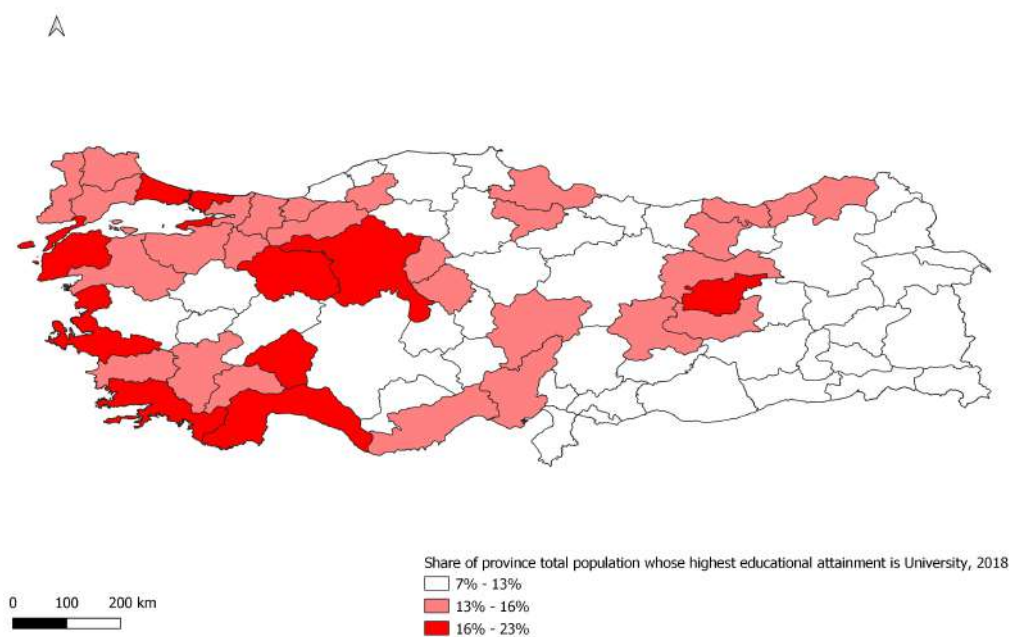 Share of province total population whose highest educational attainment is University, 2018
7% - 13%
13% - 16%
16% - 23%
0 100 200 km